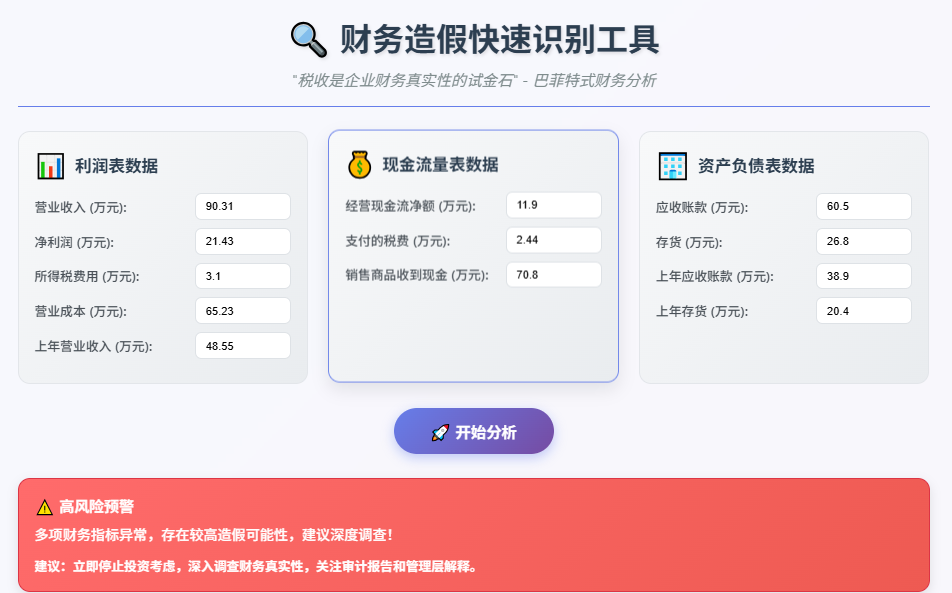 财务造假快速识别工具
"税收是企业财务真实性的试金石" - 巴菲特式财务分析
利润表数据
营业收入 (万元): 90.31
净利润 (万元): 21.43
所得税费用 (万元): 3.1
营业成本 (万元): 65.23
上年营业收入 (万元): 48.55
现金流量表数据
经营现金流净额 (万元): 11.9
支付的税费 (万元): 2.44
销售商品收到现金 (万元): 70.8
资产负债表数据
应收账款 (万元): 60.5
存货 (万元): 26.8
上年应收账款 (万元): 38.9
上年存货 (万元): 20.4
开始分析
高风险预警
多项财务指标异常，存在较高造假可能性，建议深度调查！
建议：立即停止投资考虑，深入调查财务真实性，关注审计报告和管理层解释。